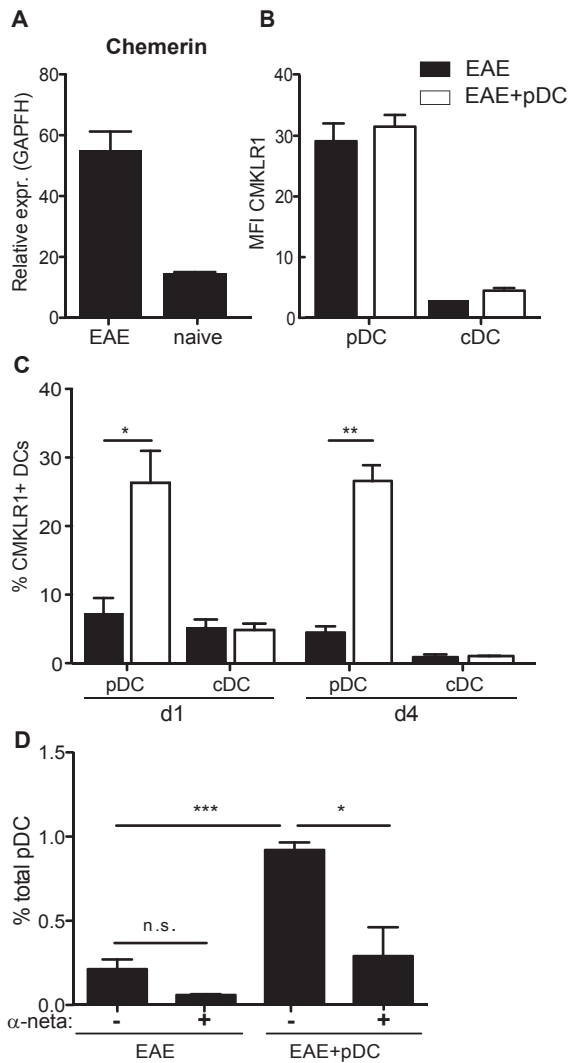 A
Chemerin
Relative expr. (GAPFH)
80
60
40
20
0
EAE naive
B
EAE
EAE+pDC
MFI CMKLR1
40
30
20
10
0
pDC cDC
C
% CMKLR1+ DCs
40
30
20
10
0
* **
pDC cDC pDC cDC
d1 d4
D
% total pDC
1.5
1.0
0.5
0.0
*** *
n.s.
α-neta: - + - +
EAE EAE+pDC